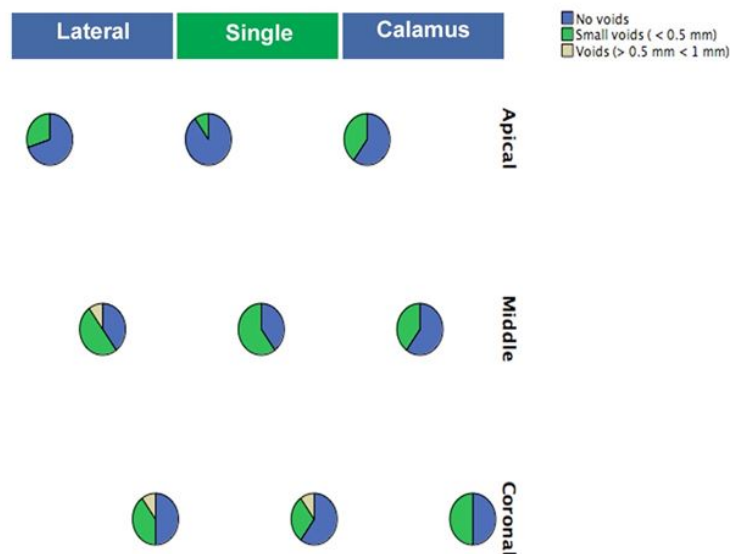 Lateral
Single
Calamus
No voids
Small voids ( < 0.5 mm)
Voids (> 0.5 mm < 1 mm)
Apical
Middle
Coronal